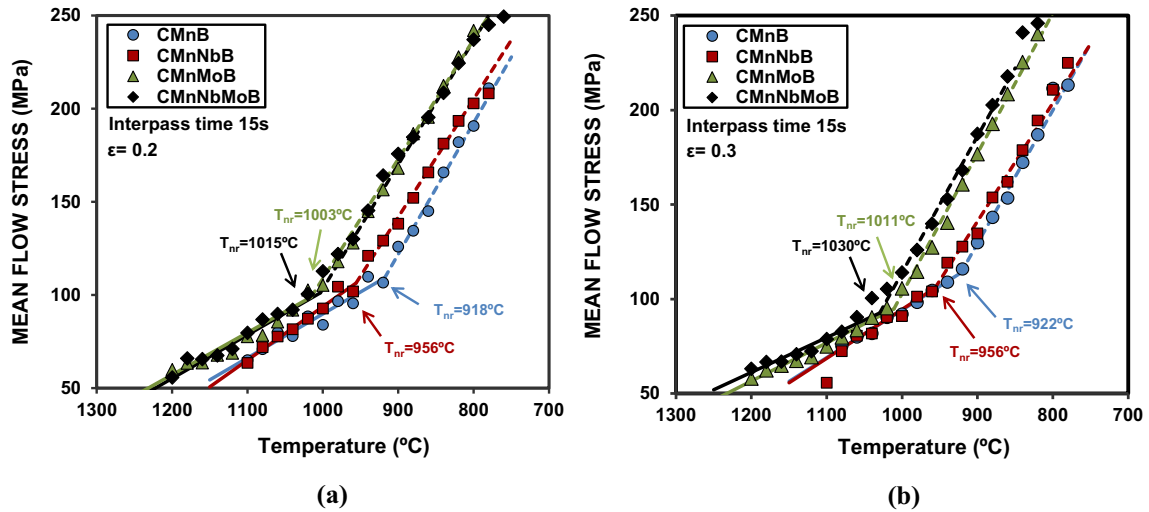 (a)
MEAN FLOW STRESS (MPa)
250
200
150
100
50
CMnB
CMnNbB
CMnMoB
CMnNbMoB
Interpass time 15s
ε= 0.2
Tnr=1003ºC
Tnr=1015ºC
Tnr=918ºC
Tnr=956ºC
1300 1200 1100 1000 900 800 700
Temperature (ºC)
(a)
(b)
MEAN FLOW STRESS (MPa)
250
200
150
100
50
CMnB
CMnNbB
CMnMoB
CMnNbMoB
Interpass time 15s
ε= 0.3
Tnr=1011ºC
Tnr=1030ºC
Tnr=922ºC
Tnr=956ºC
1300 1200 1100 1000 900 800 700
Temperature (ºC)
(b)